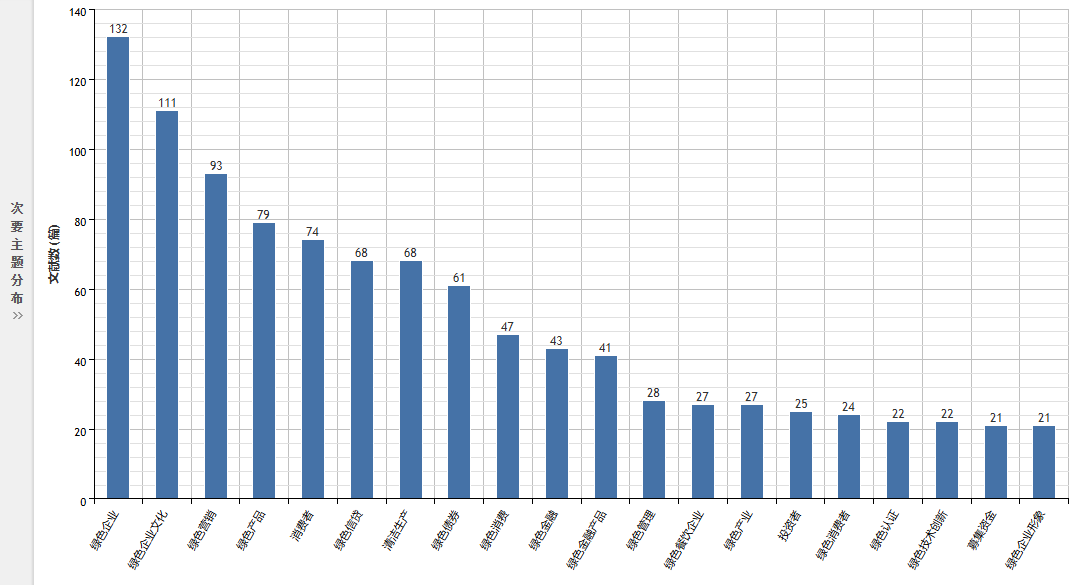 次要主题分布
>>
文献数(篇)
140
120
100
80
60
40
20
0
132
111
93
79
74
68
68
61
47
43
41
28
27
27
25
24
22
22
21
21
绿色企业
绿色企业文化
绿色营销
绿色产品
消费者
绿色信贷
清洁生产
绿色债券
绿色消费
绿色金融
绿色金融产品
绿色管理
绿色餐饮企业
绿色产业
投资者
绿色消费者
绿色认证
绿色技术创新
募集资金
绿色企业形象